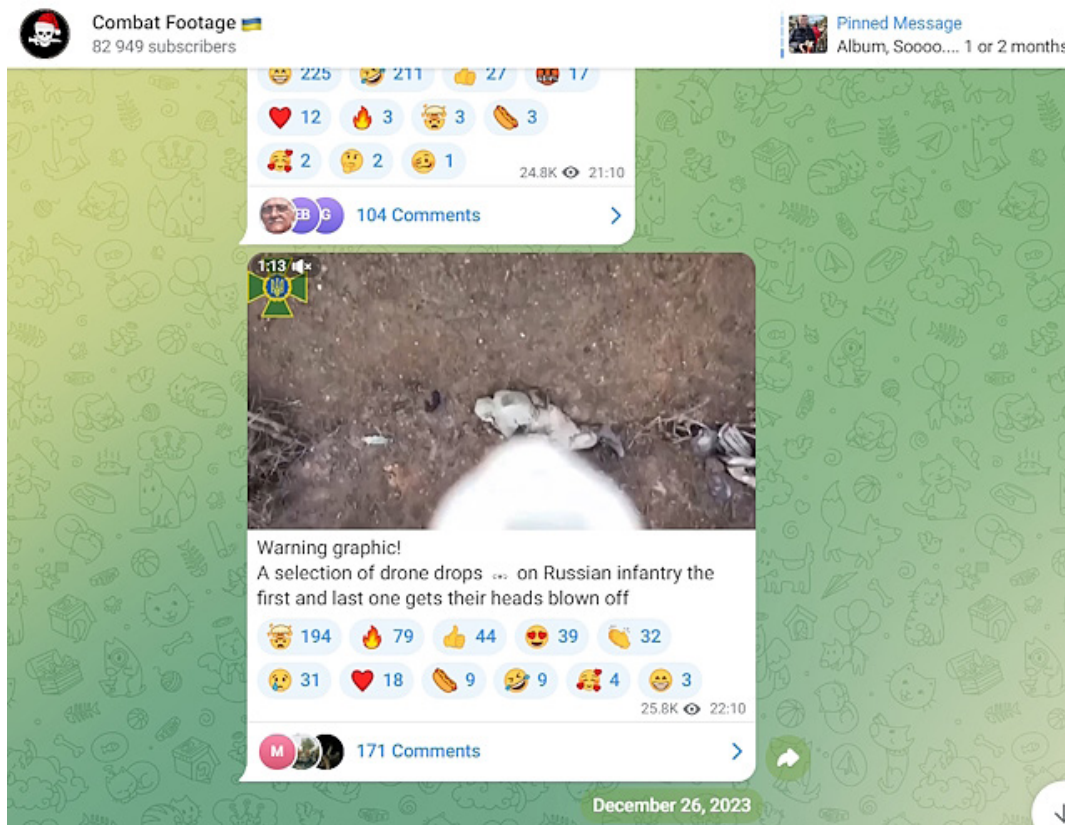 Combat Footage
82 949 subscribers
Pinned Message
Album, Soooo.... 1 or 2 months
225 211 27 17
12 3 3 3
2 2 1
24.8K 21:10
EB G
104 Comments
1:13
Warning graphic!
A selection of drone drops on Russian infantry the
first and last one gets their heads blown off
194 79 44 39 32
31 18 9 9 4 3
25.8K 22:10
M
171 Comments
December 26, 2023